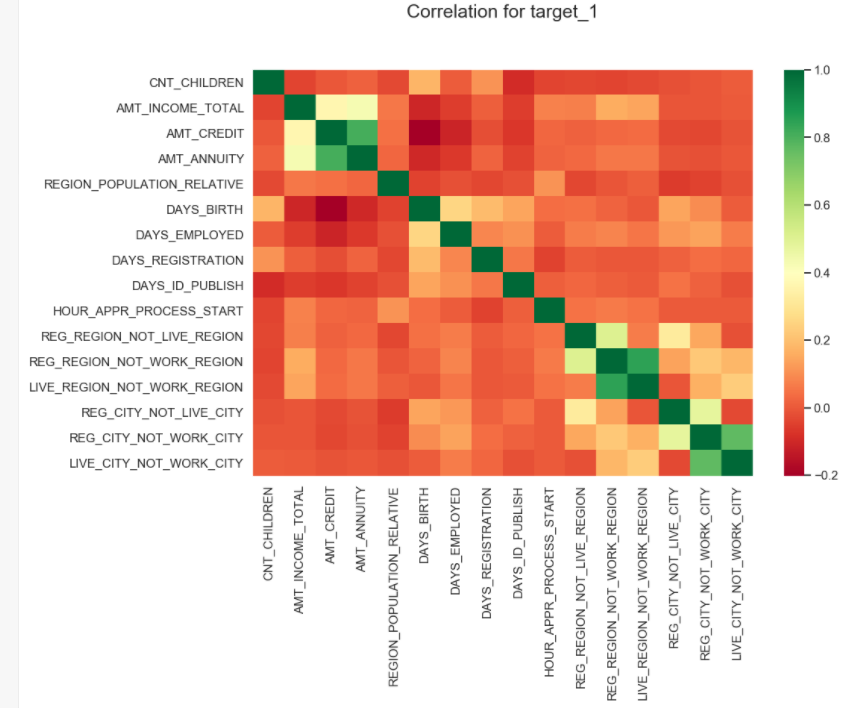 Correlation for target_1
CNT_CHILDREN
AMT_INCOME_TOTAL
AMT_CREDIT
AMT_ANNUITY
REGION_POPULATION_RELATIVE
DAYS_BIRTH
DAYS_EMPLOYED
DAYS_REGISTRATION
DAYS_ID_PUBLISH
HOUR_APPR_PROCESS_START
REG_REGION_NOT_LIVE_REGION
REG_REGION_NOT_WORK_REGION
LIVE_REGION_NOT_WORK_REGION
REG_CITY_NOT_LIVE_CITY
REG_CITY_NOT_WORK_CITY
LIVE_CITY_NOT_WORK_CITY
CNT_CHILDREN
AMT_INCOME_TOTAL
AMT_CREDIT
AMT_ANNUITY
REGION_POPULATION_RELATIVE
DAYS_BIRTH
DAYS_EMPLOYED
DAYS_REGISTRATION
DAYS_ID_PUBLISH
HOUR_APPR_PROCESS_START
REG_REGION_NOT_LIVE_REGION
REG_REGION_NOT_WORK_REGION
LIVE_REGION_NOT_WORK_REGION
REG_CITY_NOT_LIVE_CITY
REG_CITY_NOT_WORK_CITY
LIVE_CITY_NOT_WORK_CITY
1.0
0.8
0.6
0.4
0.2
0.0
−0.2